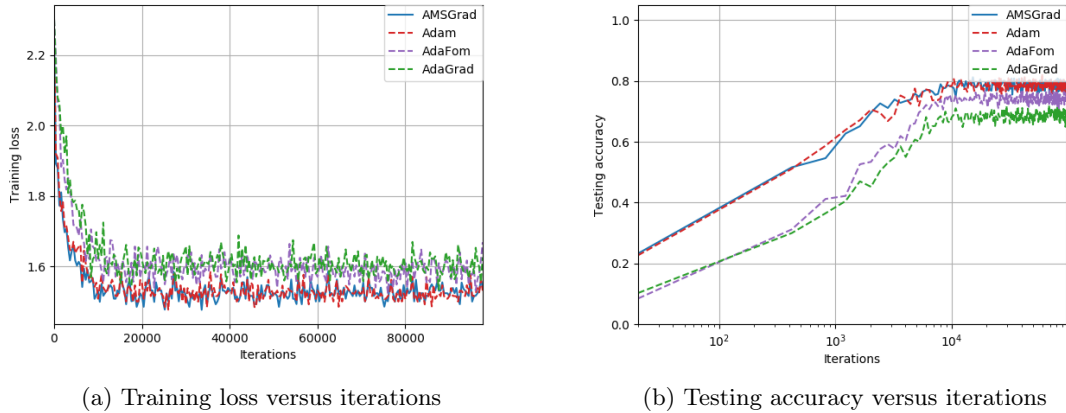 2.2
2.0
1.8
1.6
0
20000
40000
60000
80000
Training loss
Iterations
AMSGrad
Adam
AdaFom
AdaGrad
(a) Training loss versus iterations
1.0
0.8
0.6
0.4
0.2
0.0
10²
10³
10⁴
Testing accuracy
Iterations
AMSGrad
Adam
AdaFom
AdaGrad
(b) Testing accuracy versus iterations